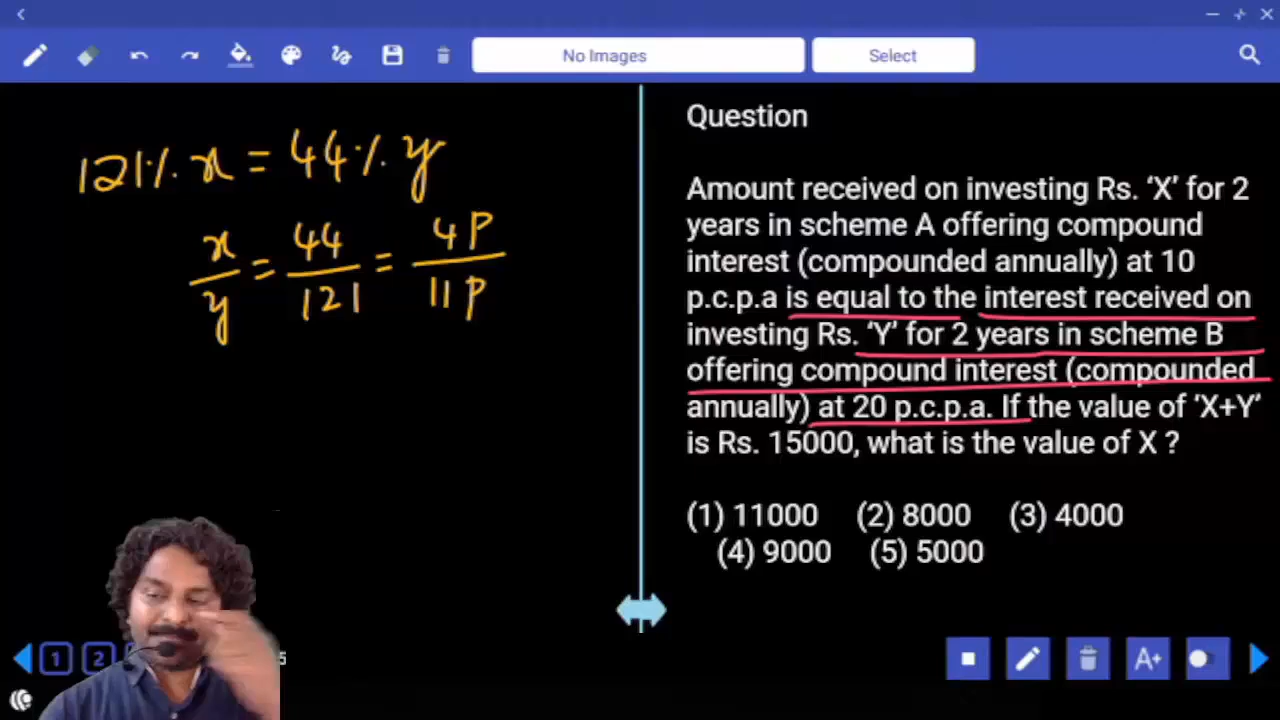 No Images
Select
121% x = 44% y
x/y = 44/121 = 4P/11P
Question
Amount received on investing Rs. ‘X’ for 2
years in scheme A offering compound
interest (compounded annually) at 10
p.c.p.a is equal to the interest received on
investing Rs. ‘Y’ for 2 years in scheme B
offering compound interest (compounded
annually) at 20 p.c.p.a. If the value of ‘X+Y’
is Rs. 15000, what is the value of X ?
(1) 11000 (2) 8000 (3) 4000
(4) 9000 (5) 5000
1 2
5
A+